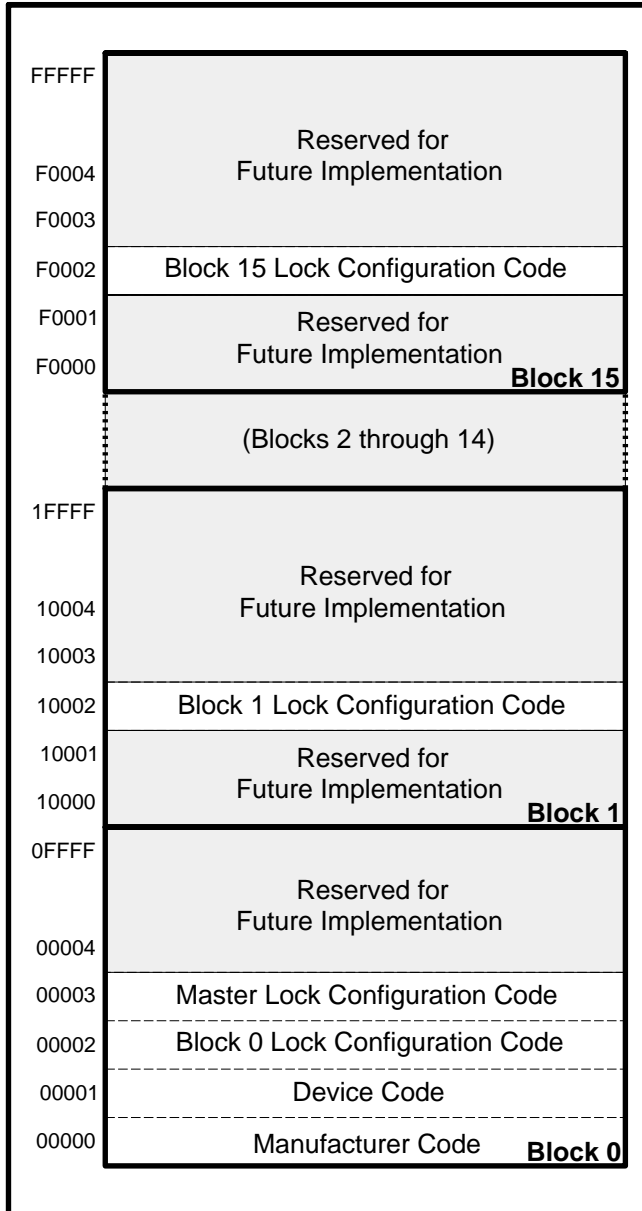 FFFFF
Reserved for
Future Implementation
F0004
F0003
F0002 Block 15 Lock Configuration Code
F0001
Reserved for
Future Implementation
F0000
Block 15
(Blocks 2 through 14)
1FFFF
Reserved for
Future Implementation
10004
10003
10002 Block 1 Lock Configuration Code
10001
Reserved for
Future Implementation
10000
Block 1
0FFFF
Reserved for
Future Implementation
00004
00003 Master Lock Configuration Code
00002 Block 0 Lock Configuration Code
00001 Device Code
00000 Manufacturer Code Block 0